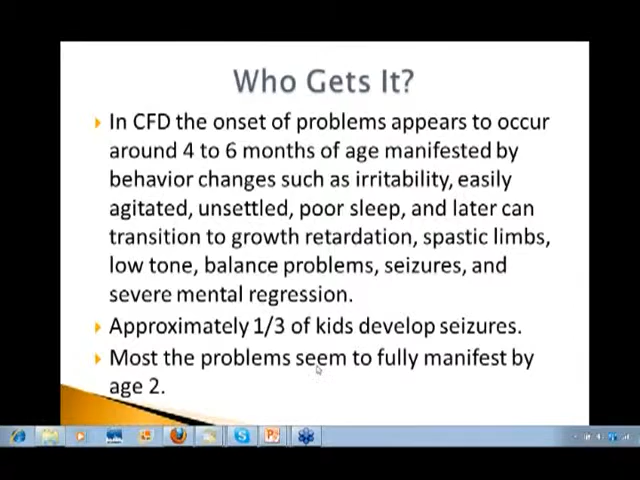 Who Gets It?
In CFD the onset of problems appears to occur
around 4 to 6 months of age manifested by
behavior changes such as irritability, easily
agitated, unsettled, poor sleep, and later can
transition to growth retardation, spastic limbs,
low tone, balance problems, seizures, and
severe mental regression.
Approximately 1/3 of kids develop seizures.
Most the problems seem to fully manifest by
age 2.